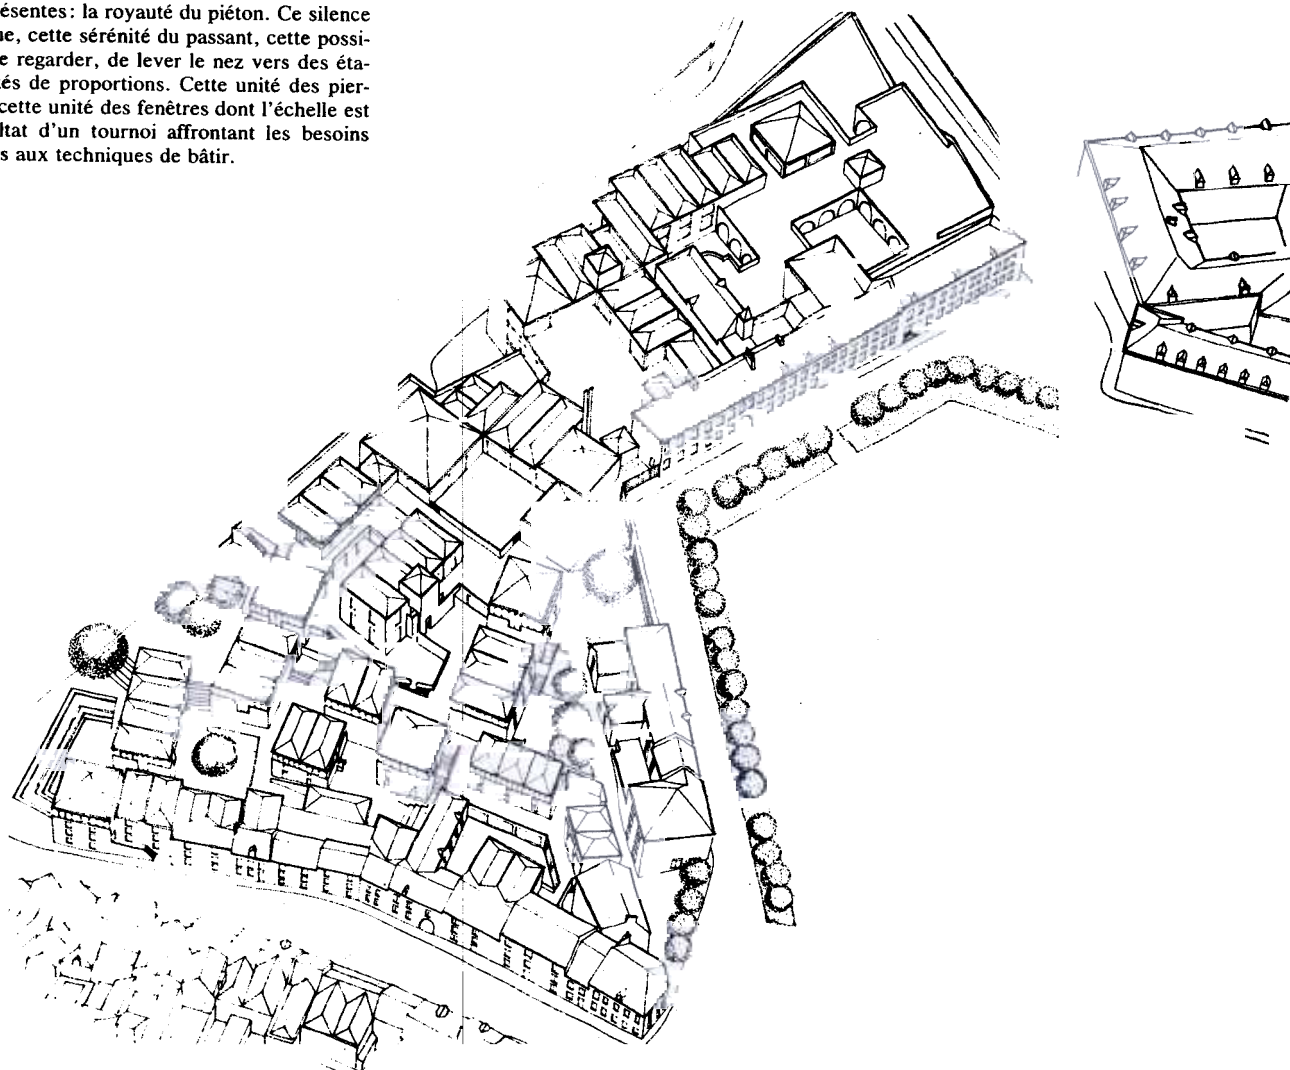 ésentes : la royauté du piéton. Ce silence
ue, cette sérénité du passant, cette possi-
e regarder, de lever le nez vers des éta-
és de proportions. Cette unité des pier-
cette unité des fenêtres dont l'échelle est
ltat d'un tournoi affrontant les besoins
s aux techniques de bâtir.